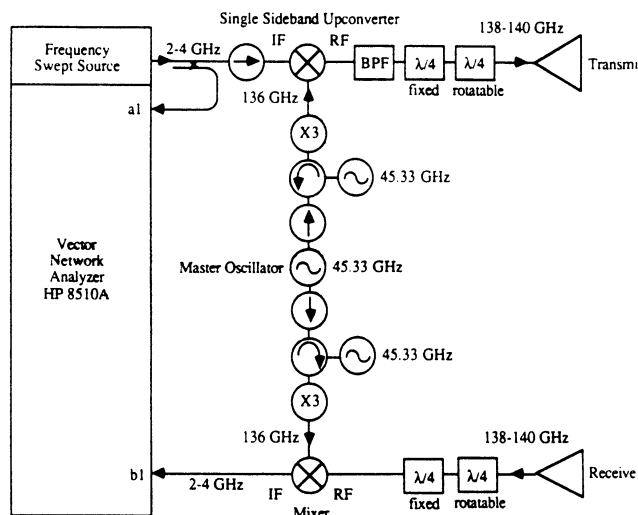 Single Sideband Upconverter
Frequency
Swept Source
2-4 GHz
IF
RF
138-140 GHz
BPF
λ/4
λ/4
Transmi
fixed
rotatable
a1
136 GHz
X3
45.33 GHz
Vector
Network
Analyzer
HP 8510A
Master Oscillator
45.33 GHz
45.33 GHz
X3
136 GHz
138-140 GHz
b1
2-4 GHz
IF
RF
λ/4
λ/4
Receive
fixed
rotatable
Mixer